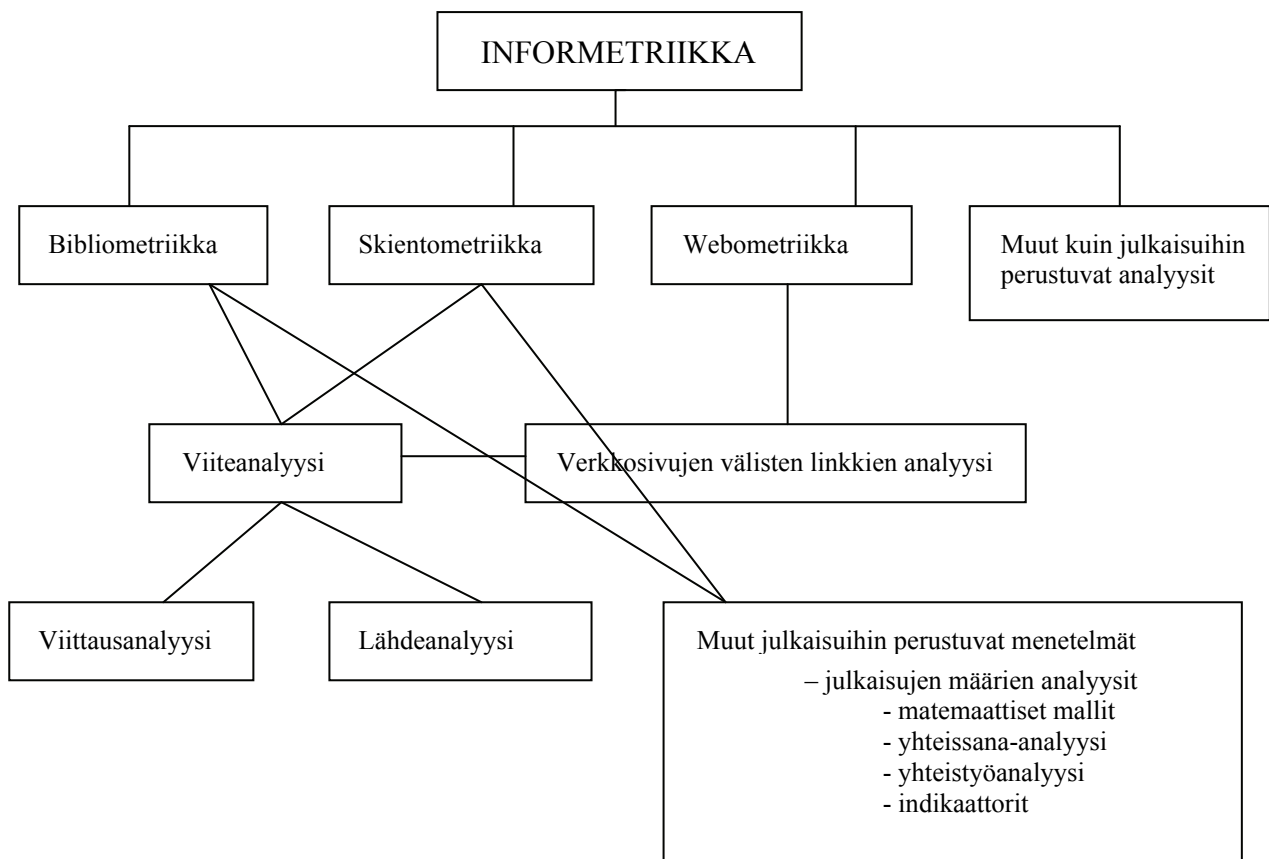 INFORMETRIIKKA
Bibliometriikka
Skientometriikka
Webometriikka
Muut kuin julkaisuihin
perustuvat analyysit
Viiteanalyysi
Verkkosivujen välisten linkkien analyysi
Viittausanalyysi
Lähdeanalyysi
Muut julkaisuihin perustuvat menetelmät
– julkaisujen määrien analyysit
- matemaattiset mallit
- yhteissana-analyysi
- yhteistyöanalyysi
- indikaattorit